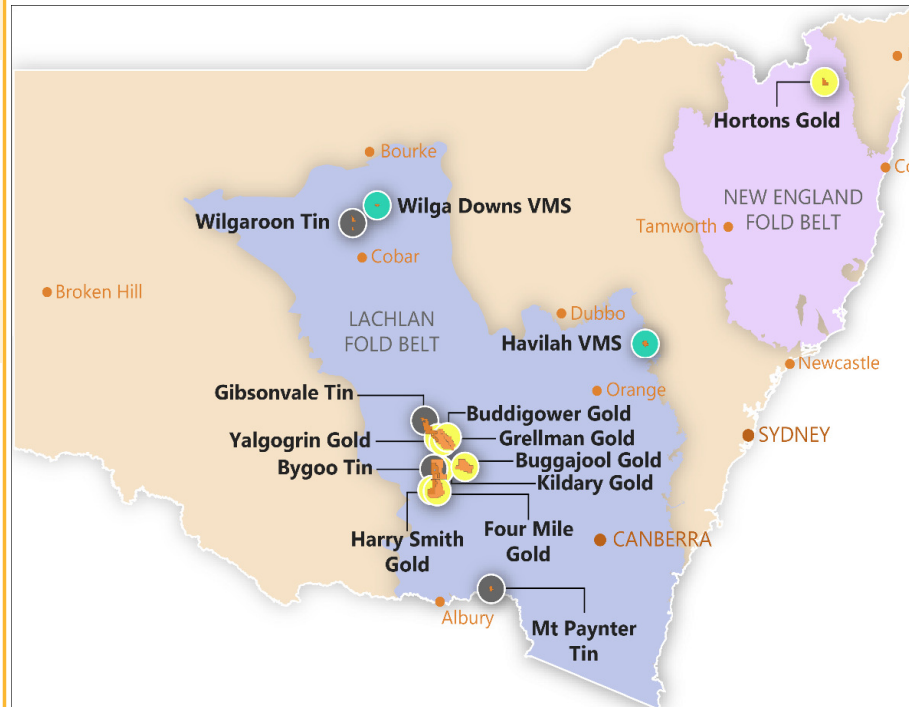 Hortons Gold
Co
Bourke
NEW ENGLAND
FOLD BELT
Wilga Downs VMS
Wilgaroon Tin
Tamworth
Cobar
Broken Hill
Dubbo
LACHLAN
FOLD BELT
Havilah VMS
Newcastle
Orange
Gibsonvale Tin
Buddigower Gold
Yalgogrin Gold
Grellman Gold
SYDNEY
Buggajool Gold
Bygoo Tin
Kildary Gold
Harry Smith
Gold
Four Mile
Gold
CANBERRA
Albury
Mt Paynter
Tin